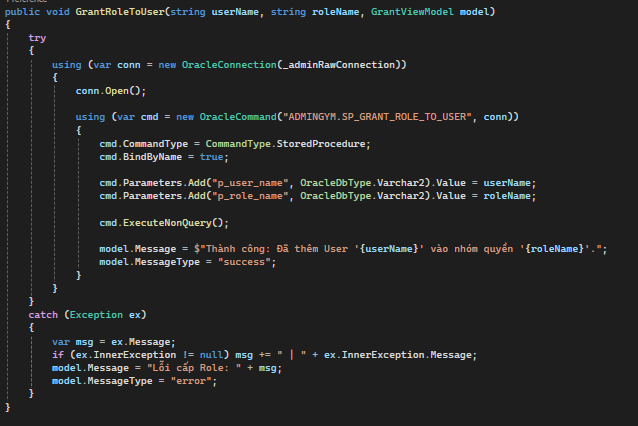 public void GrantRoleToUser(string userName, string roleName, GrantViewModel model)
{
try
{
using (var conn = new OracleConnection(_adminRawConnection))
{
conn.Open();
using (var cmd = new OracleCommand("ADMINGYM.SP_GRANT_ROLE_TO_USER", conn))
{
cmd.CommandType = CommandType.StoredProcedure;
cmd.BindByName = true;
cmd.Parameters.Add("p_user_name", OracleDbType.Varchar2).Value = userName;
cmd.Parameters.Add("p_role_name", OracleDbType.Varchar2).Value = roleName;
cmd.ExecuteNonQuery();
model.Message = $"Thành công: Đã thêm User '{userName}' vào nhóm quyền '{roleName}'.";
model.MessageType = "success";
}
}
}
catch (Exception ex)
{
var msg = ex.Message;
if (ex.InnerException != null) msg += " | " + ex.InnerException.Message;
model.Message = "Lỗi cấp Role: " + msg;
model.MessageType = "error";
}
}